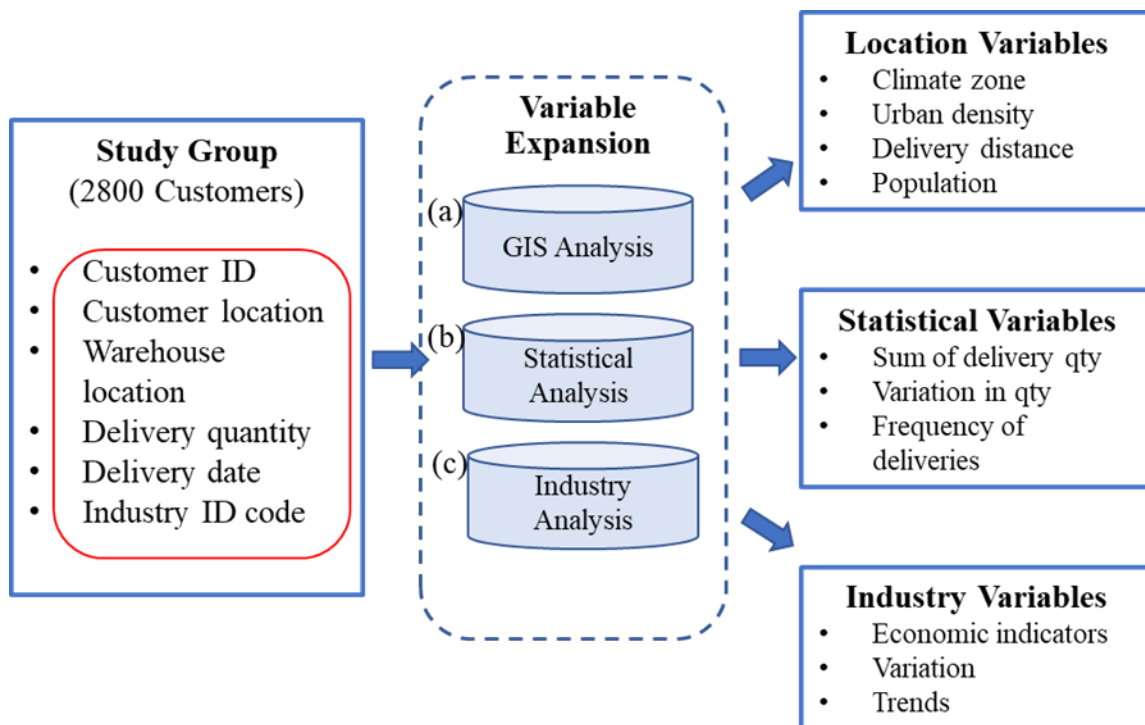 Study Group
(2800 Customers)
• Customer ID
• Customer location
• Warehouse
location
• Delivery quantity
• Delivery date
• Industry ID code
Variable
Expansion
(a)
GIS Analysis
(b)
Statistical
Analysis
(c)
Industry
Analysis
Location Variables
• Climate zone
• Urban density
• Delivery distance
• Population
Statistical Variables
• Sum of delivery qty
• Variation in qty
• Frequency of
deliveries
Industry Variables
• Economic indicators
• Variation
• Trends